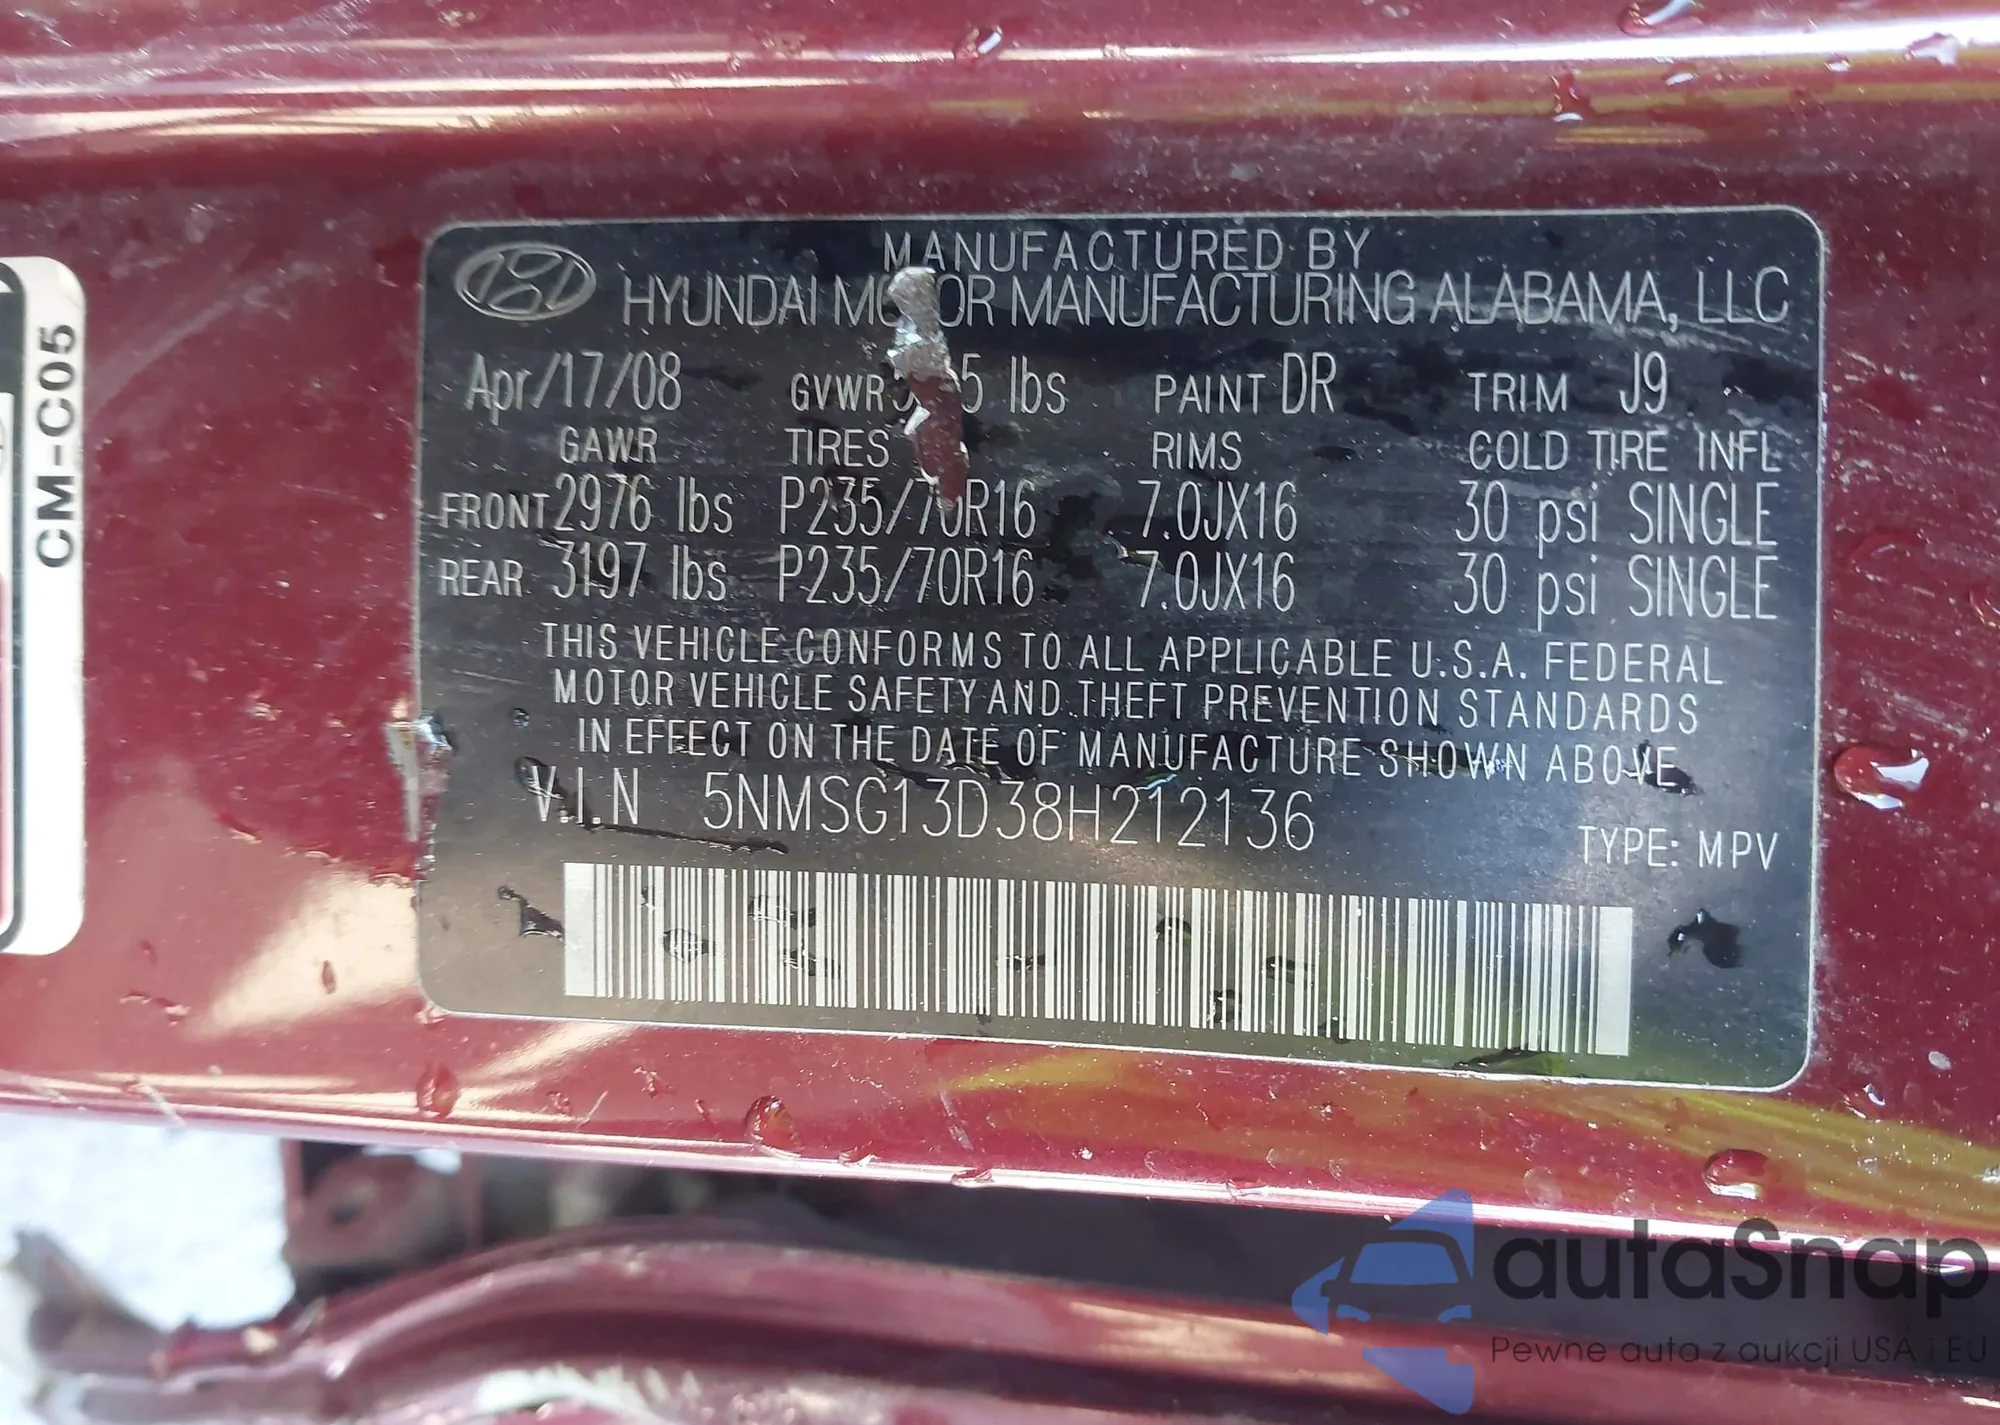 CM-C05
MANUFACTURED BY
HYUNDAI MOTOR MANUFACTURING ALABAMA, LLC
Apr/17/08 GVWR lbs PAINT DR TRIM J9
GAWR TIRES RIMS COLD TIRE INFL
FRONT 2976 lbs P235/70R16 7.0JX16 30 psi SINGLE
REAR 3197 lbs P235/70R16 7.0JX16 30 psi SINGLE
THIS VEHICLE CONFORMS TO ALL APPLICABLE U.S.A. FEDERAL
MOTOR VEHICLE SAFETY AND THEFT PREVENTION STANDARDS
IN EFFECT ON THE DATE OF MANUFACTURE SHOWN ABOVE
V.I.N 5NMSG13D38H212136
TYPE: MPV
autaSnap
Pewne auta z aukcji USA i EU